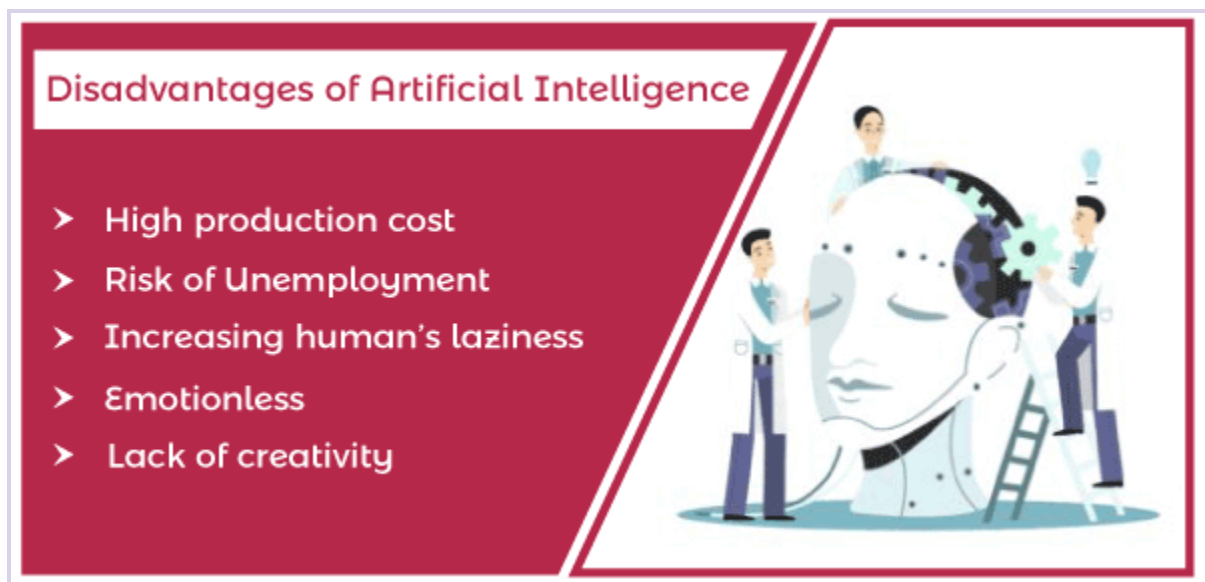 Disadvantages of Artificial Intelligence
➤ High production cost
➤ Risk of Unemployment
➤ Increasing human's laziness
➤ Emotionless
➤ Lack of creativity